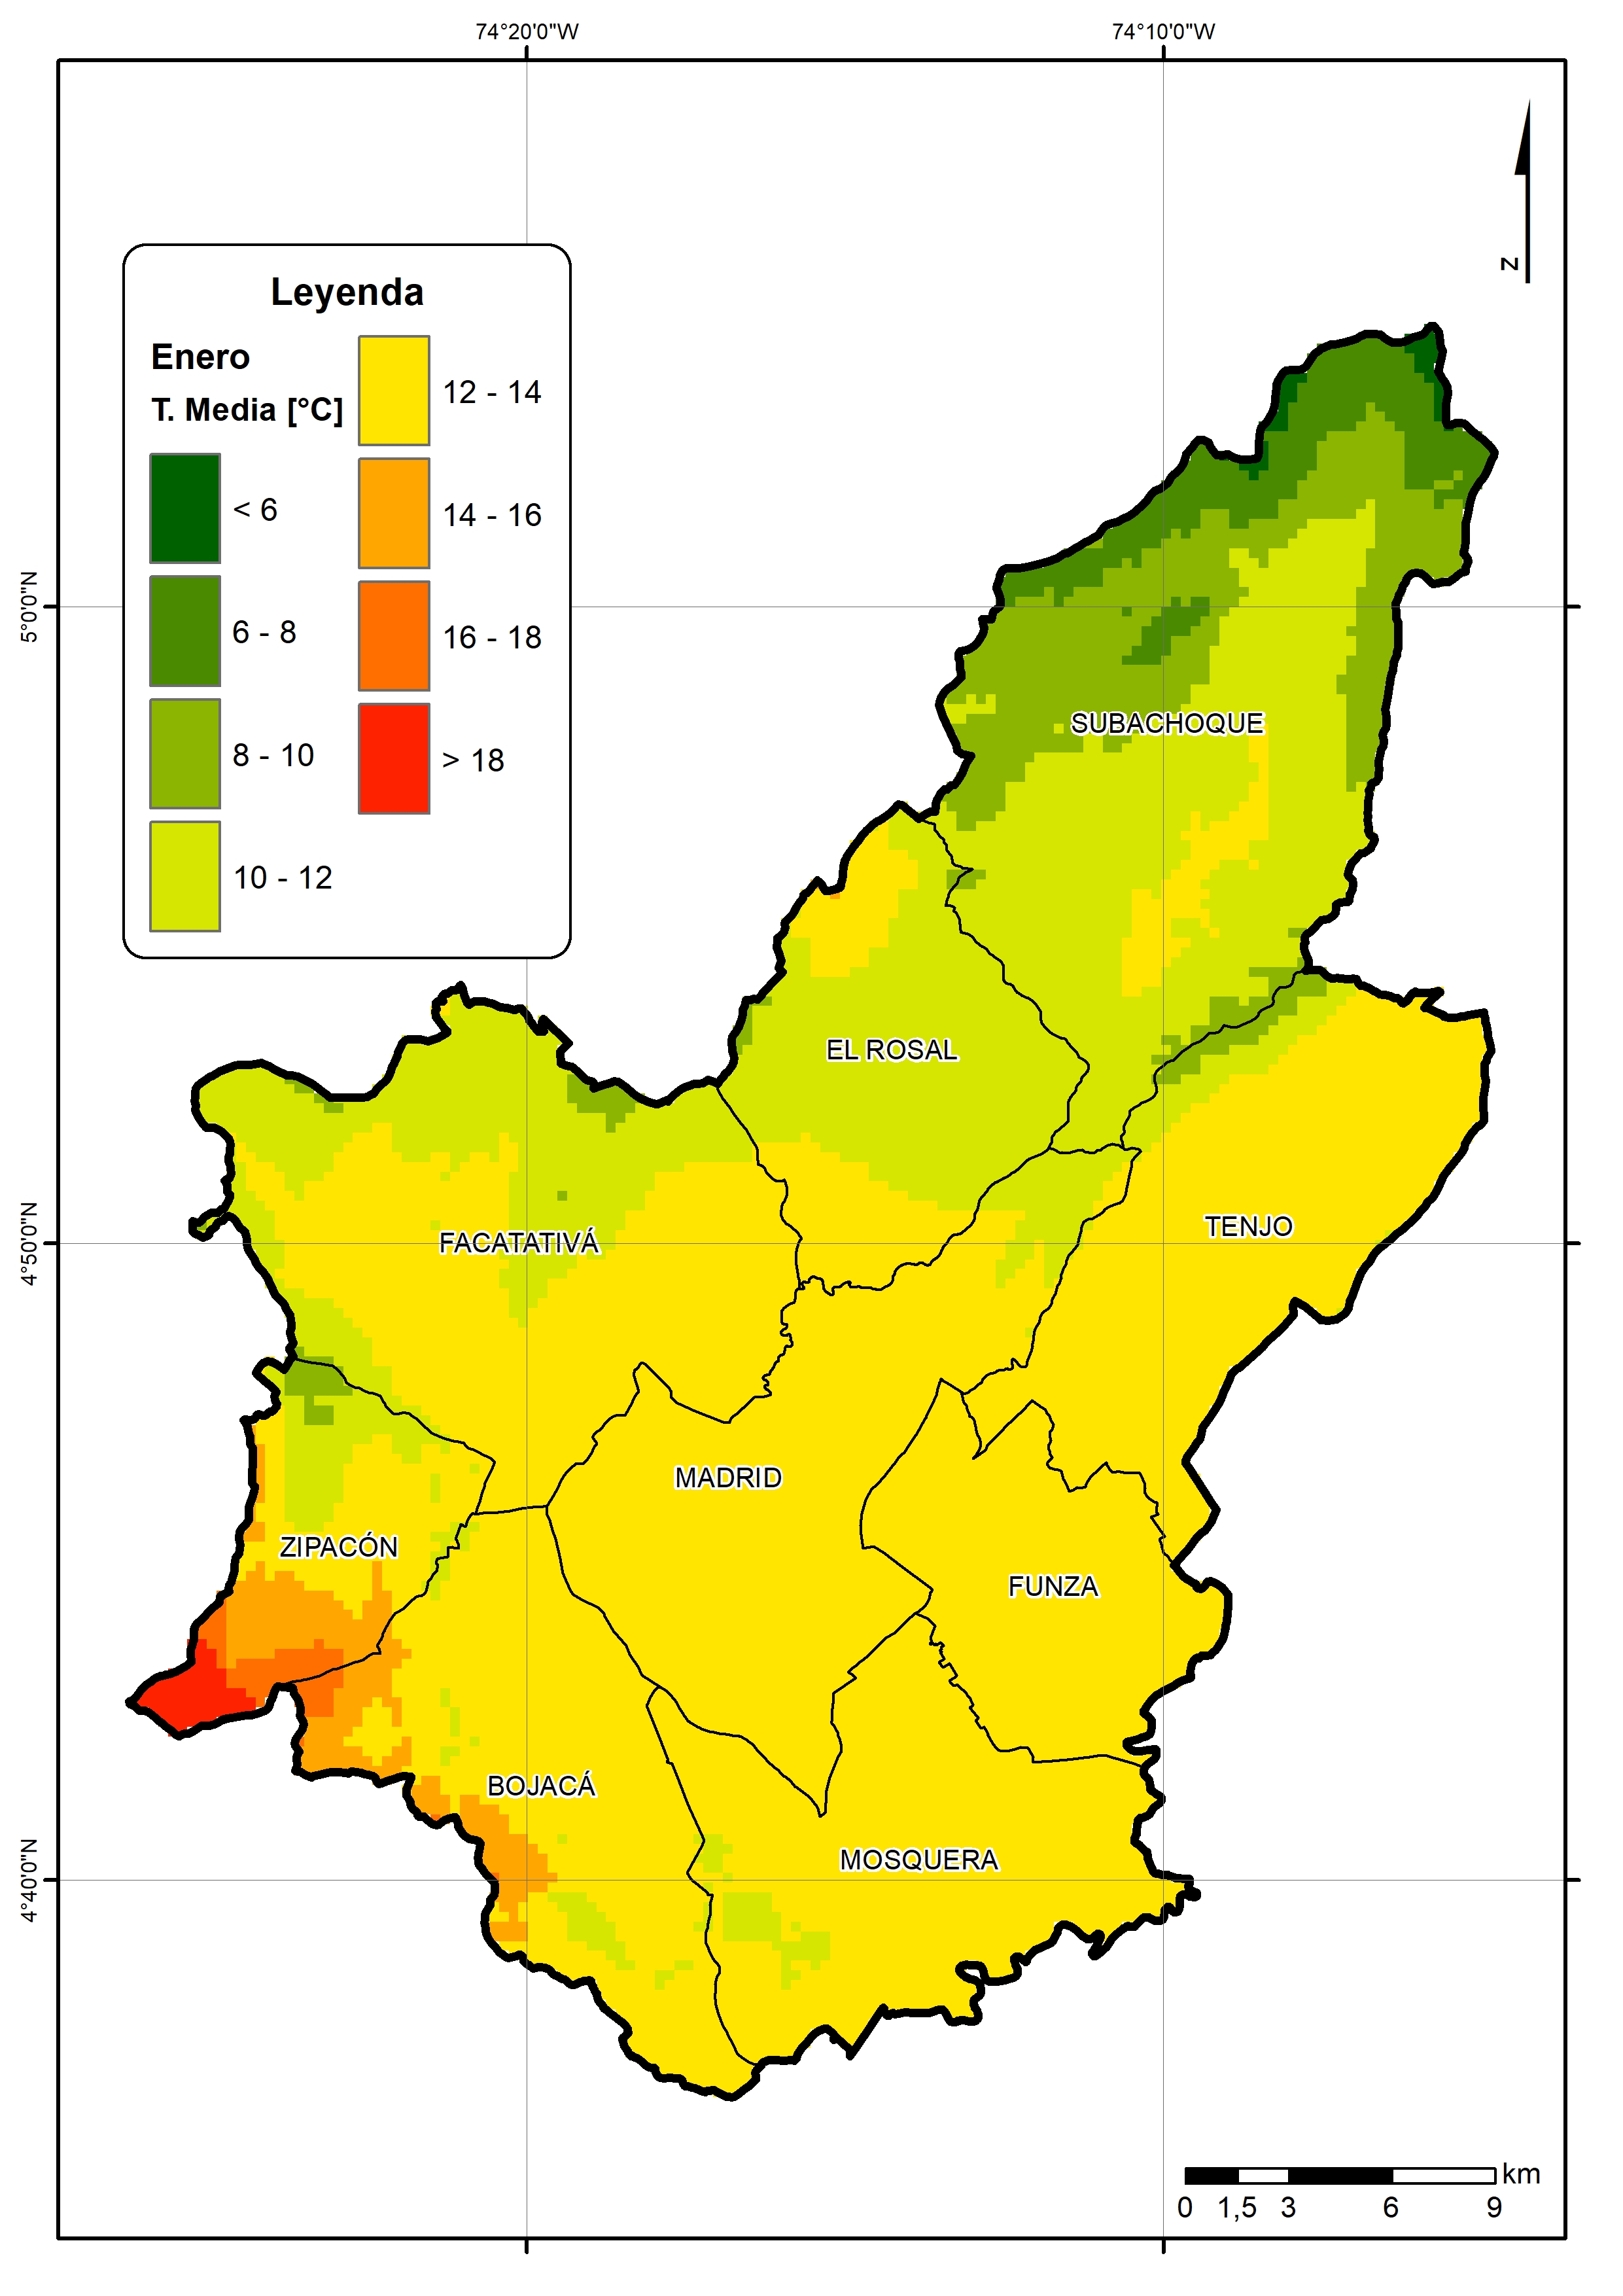 74°20'0"W
74°10'0"W
N
Leyenda
Enero
T. Media [°C]
< 6
6 - 8
8 - 10
10 - 12
12 - 14
14 - 16
16 - 18
> 18
5°0'0"N
4°50'0"N
4°40'0"N
SUBACHOQUE
EL ROSAL
TENJO
FACATATIVÁ
MADRID
ZIPACÓN
FUNZA
BOJACÁ
MOSQUERA
km
0 1,5 3 6 9